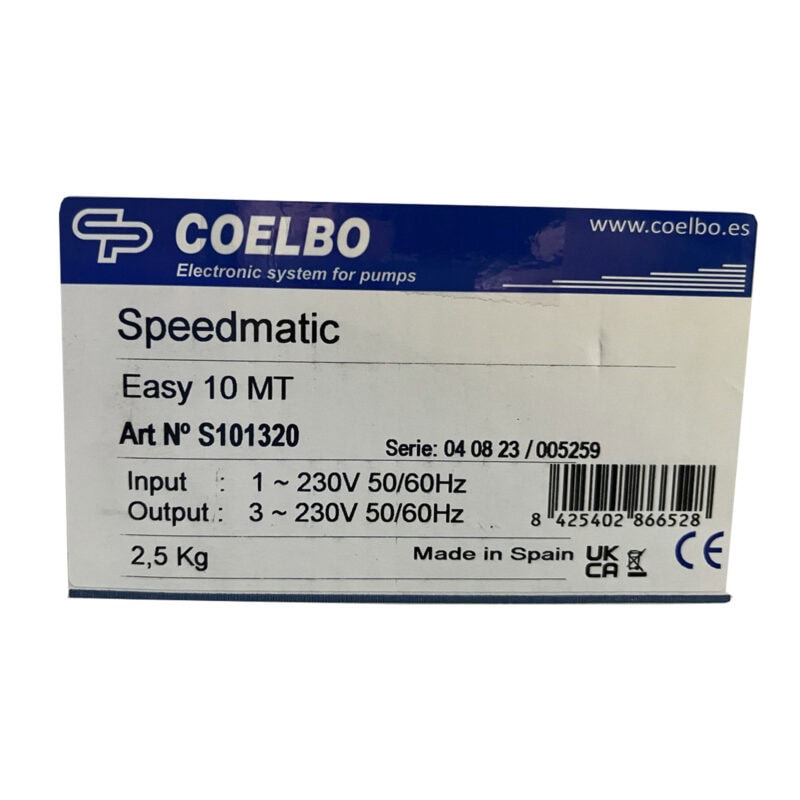 COELBO
www.coelbo.es
Electronic system for pumps
Speedmatic
Easy 10 MT
Art Nº S101320
Serie: 04 08 23 / 005259
Input : 1 ~ 230V 50/60Hz
Output : 3 ~ 230V 50/60Hz
8 425402 866528
2,5 Kg
Made in Spain
UK
CA
CE